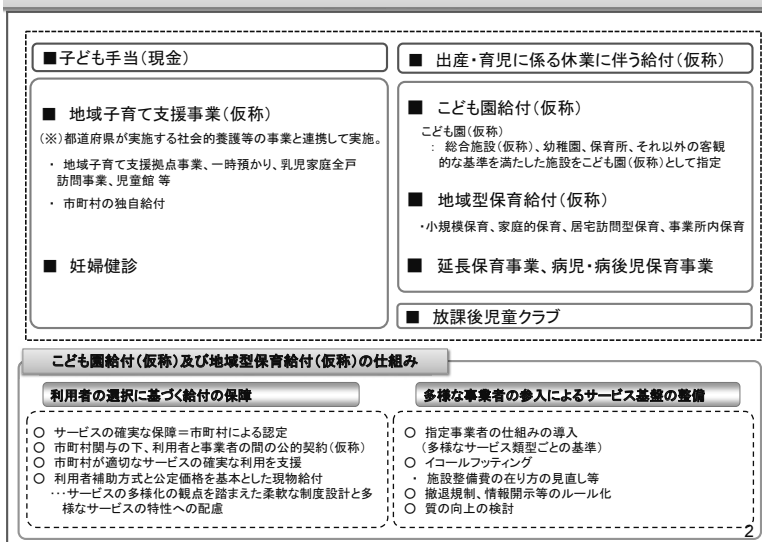 ■子ども手当(現金)
■ 地域子育て支援事業(仮称)
(※)都道府県が実施する社会的養護等の事業と連携して実施。
・ 地域子育て支援拠点事業、一時預かり、乳児家庭全戸
訪問事業、児童館 等
・ 市町村の独自給付
■ 妊婦健診
■ 出産・育児に係る休業に伴う給付(仮称)
■ こども園給付(仮称)
こども園(仮称)
: 総合施設(仮称)、幼稚園、保育所、それ以外の客観
的な基準を満たした施設をこども園(仮称)として指定
■ 地域型保育給付(仮称)
・小規模保育、家庭的保育、居宅訪問型保育、事業所内保育
■ 延長保育事業、病児・病後児保育事業
■ 放課後児童クラブ
こども園給付(仮称)及び地域型保育給付(仮称)の仕組み
利用者の選択に基づく給付の保障
○ サービスの確実な保障=市町村による認定
○ 市町村関与の下、利用者と事業者の間の公的契約(仮称)
○ 市町村が適切なサービスの確実な利用を支援
○ 利用者補助方式と公定価格を基本とした現物給付
…サービスの多様化の観点を踏まえた柔軟な制度設計と多
様なサービスの特性への配慮
多様な事業者の参入によるサービス基盤の整備
○ 指定事業者の仕組みの導入
(多様なサービス類型ごとの基準)
○ イコールフッティング
・ 施設整備費の在り方の見直し等
○ 撤退規制、情報開示等のルール化
○ 質の向上の検討
2